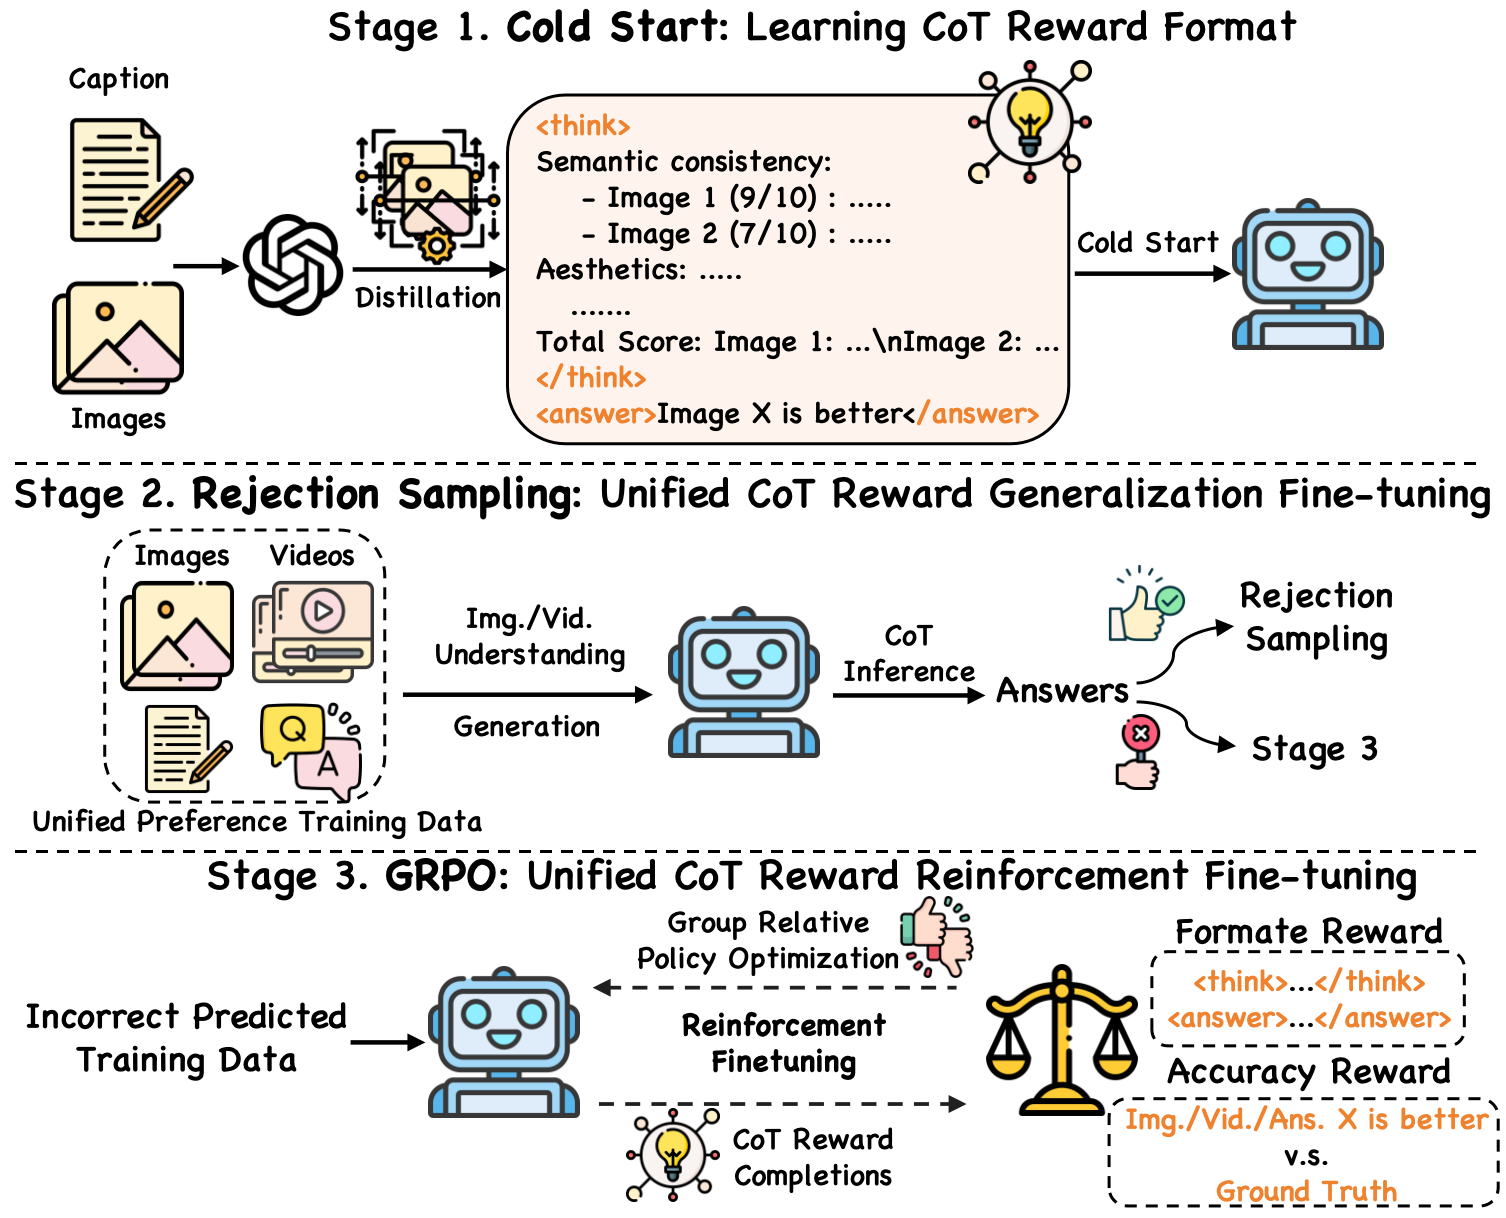 Stage 1. Cold Start: Learning CoT Reward Format
Caption
Images
Distillation
<think>
Semantic consistency:
- Image 1 (9/10) : .....
- Image 2 (7/10) : .....
Aesthetics: .....
.......
Total Score: Image 1: ...\nImage 2: ...
</think>
<answer>Image X is better</answer>
Cold Start
Stage 2. Rejection Sampling: Unified CoT Reward Generalization Fine-tuning
Images
Videos
Q
A
Unified Preference Training Data
Img./Vid.
Understanding
Generation
CoT
Inference
Answers
Rejection
Sampling
Stage 3
Stage 3. GRPO: Unified CoT Reward Reinforcement Fine-tuning
Incorrect Predicted
Training Data
Group Relative
Policy Optimization
Reinforcement
Finetuning
CoT Reward
Completions
Formate Reward
<think>...</think>
<answer>...</answer>
Accuracy Reward
Img./Vid./Ans. X is better
v.s.
Ground Truth